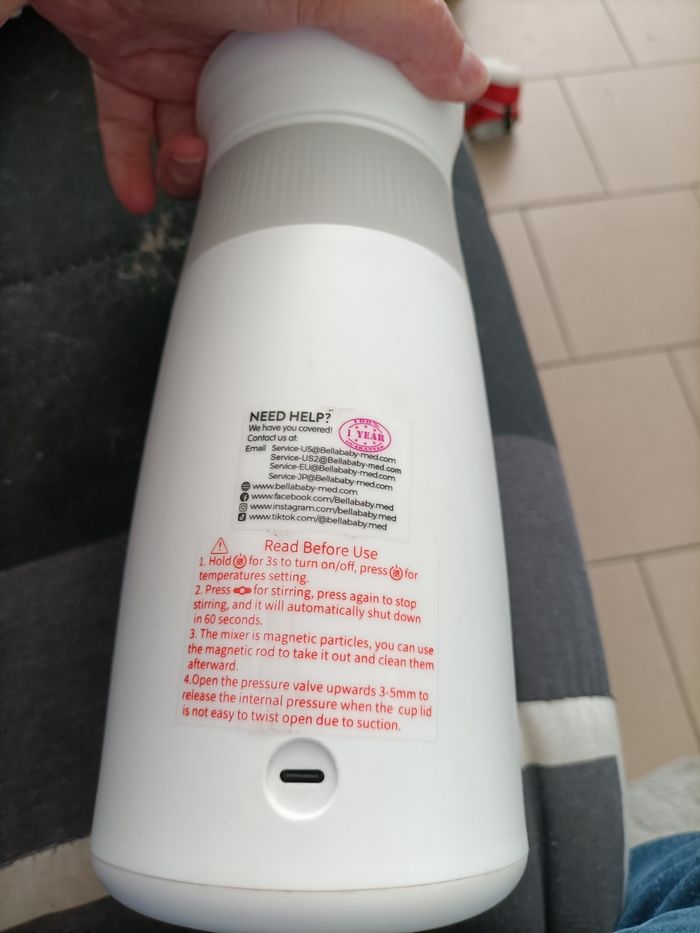 NEED HELP?
We have you covered!
Contact us at:
100%
1 YEAR
GUARANTEE
Email Service-US@Bellababy-med.com
Service-US2@Bellababy-med.com
Service-EU@Bellababy-med.com
Service-JP@Bellababy-med.com
www.bellababy-med.com
www.facebook.com/Bellababy.med
www.instagram.com/bellababy.med
www.tiktok.com/@bellababy.med
Read Before Use
1. Hold for 3s to turn on/off, press for
temperatures setting.
2. Press for stirring, press again to stop
stirring, and it will automatically shut down
in 60 seconds.
3. The mixer is magnetic particles, you can use
the magnetic rod to take it out and clean them
afterward.
4.Open the pressure valve upwards 3-5mm to
release the internal pressure when the cup lid
is not easy to twist open due to suction.